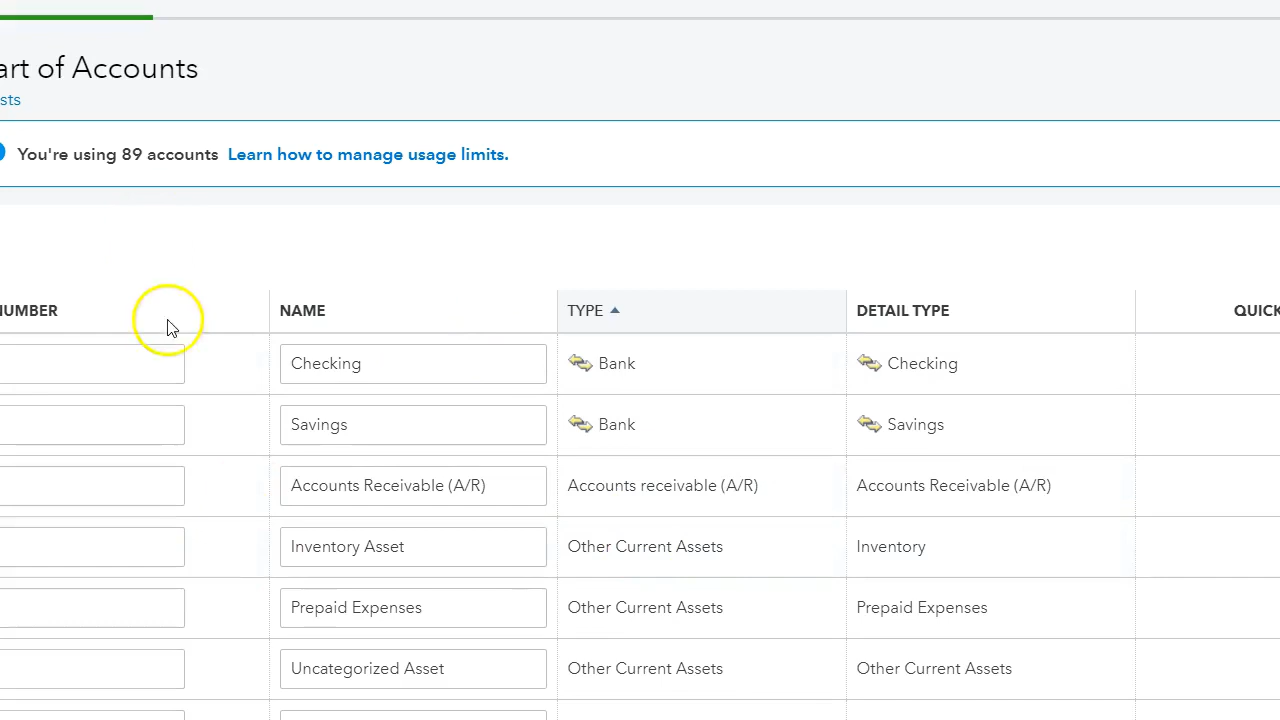 art of Accounts
sts
You're using 89 accounts Learn how to manage usage limits.
NUMBER NAME TYPE DETAIL TYPE QUICK
Checking Bank Checking
Savings Bank Savings
Accounts Receivable (A/R) Accounts receivable (A/R) Accounts Receivable (A/R)
Inventory Asset Other Current Assets Inventory
Prepaid Expenses Other Current Assets Prepaid Expenses
Uncategorized Asset Other Current Assets Other Current Assets